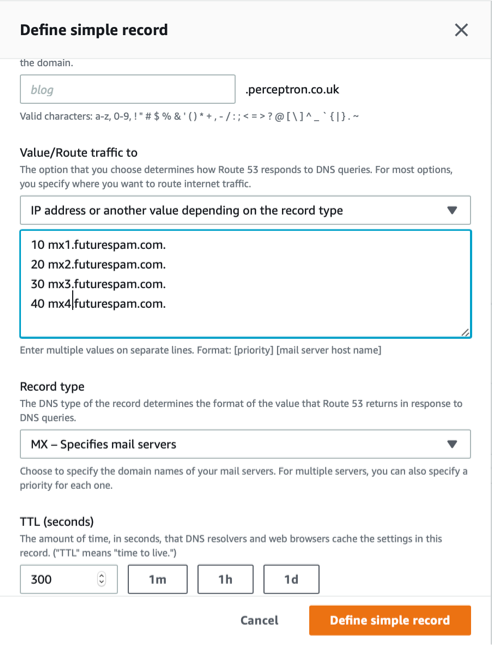 Define simple record
the domain.
blog
.perceptron.co.uk
Valid characters: a-z, 0-9, ! " # $ % & ' ( ) * + , - / : ; < = > ? @ [ \ ] ^ _ ` { | } . ~
Value/Route traffic to
The option that you choose determines how Route 53 responds to DNS queries. For most options,
you specify where you want to route internet traffic.
IP address or another value depending on the record type
10 mx1.futurespam.com.
20 mx2.futurespam.com.
30 mx3.futurespam.com.
40 mx4.futurespam.com.
Enter multiple values on separate lines. Format: [priority] [mail server host name]
Record type
The DNS type of the record determines the format of the value that Route 53 returns in response to
DNS queries.
MX – Specifies mail servers
Choose to specify the domain names of your mail servers. For multiple servers, you can also specify a
priority for each one.
TTL (seconds)
The amount of time, in seconds, that DNS resolvers and web browsers cache the settings in this
record. ("TTL" means "time to live.")
300
1m
1h
1d
Cancel
Define simple record